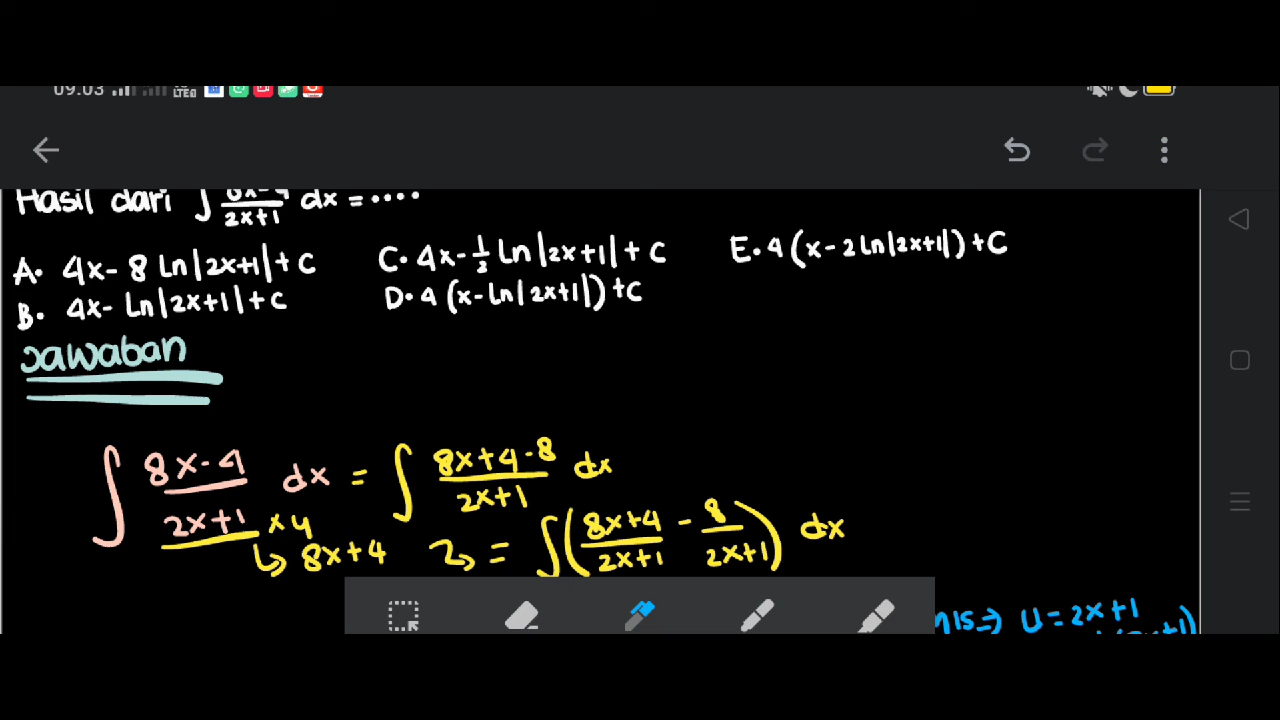 09.03 LTE
Hasil dari ∫ 8x-4/2x+1 dx = ....
A. 4x - 8 Ln|2x+1| + C
B. 4x - Ln|2x+1| + C
C. 4x - 1/2 Ln|2x+1| + C
D. 4 (x - Ln|2x+1|) + C
E. 4 (x - 2 Ln|2x+1|) + C
Jawaban
∫ 8x-4/2x+1 dx = ∫ 8x+4-8/2x+1 dx
x 4
↳ 8x+4
= ∫ (8x+4/2x+1 - 8/2x+1) dx
⇒ U = 2x+1